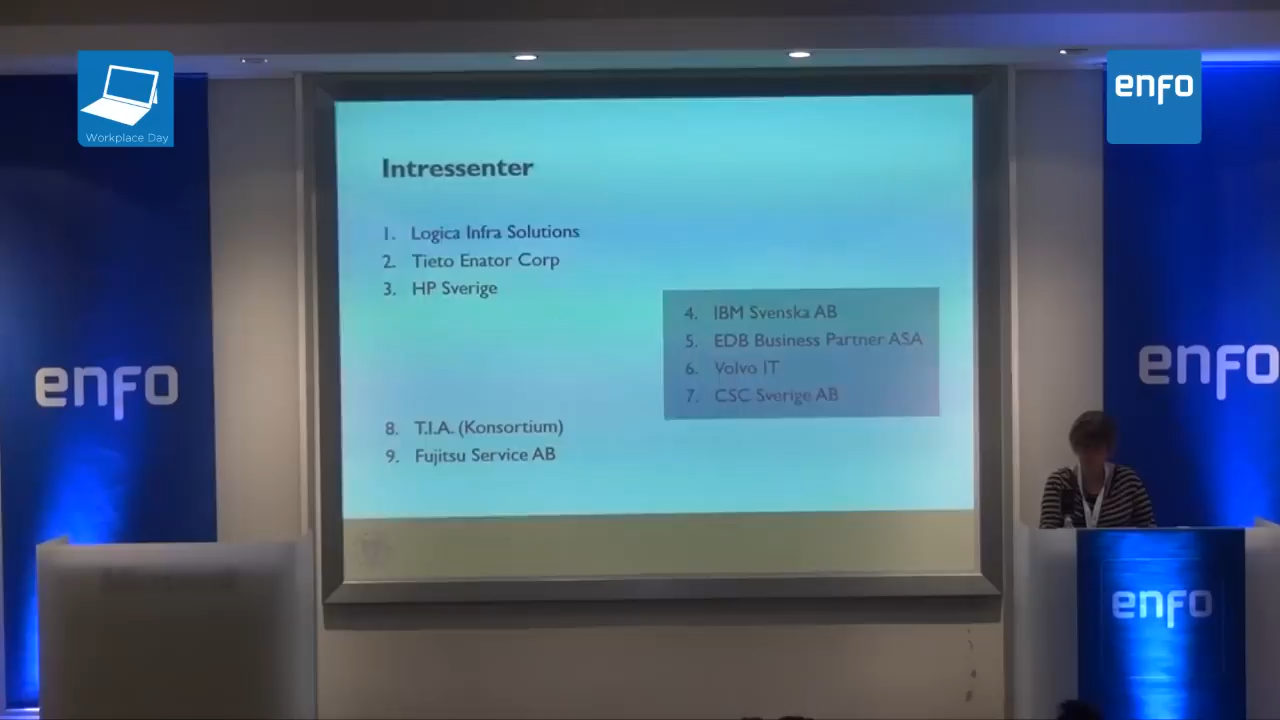 Workplace Day
enfo
Intressenter
1. Logica Infra Solutions
2. Tieto Enator Corp
3. HP Sverige
4. IBM Svenska AB
5. EDB Business Partner ASA
6. Volvo IT
7. CSC Sverige AB
8. T.I.A. (Konsortium)
9. Fujitsu Service AB
enfo
enfo
enfo